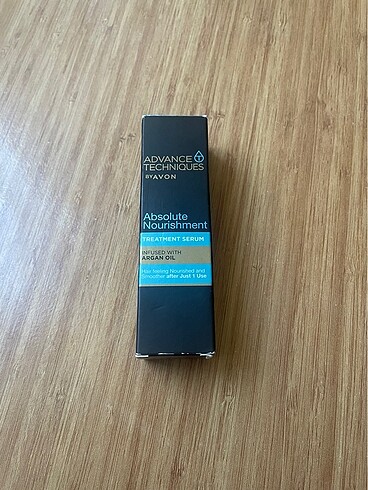 ADVANCE
TECHNIQUES
BY AVON
Absolute
Nourishment
TREATMENT SERUM
INFUSED WITH
ARGAN OIL
Hair feeling Nourished and
Smoother after Just 1 Use